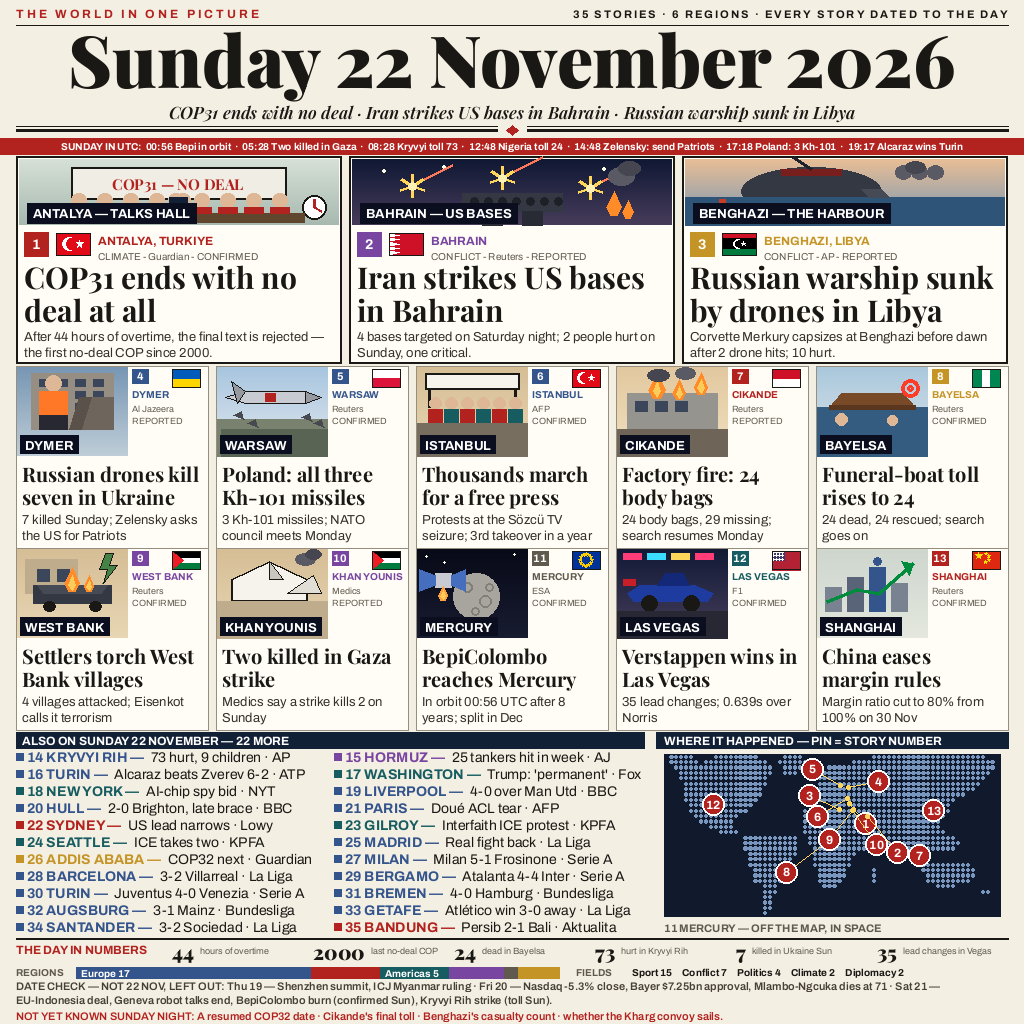 THE WORLD IN ONE PICTURE
35 STORIES · 6 REGIONS · EVERY STORY DATED TO THE DAY
Sunday 22 November 2026
COP31 ends with no deal · Iran strikes US bases in Bahrain · Russian warship sunk in Libya
SUNDAY IN UTC: 00:56 Bepi in orbit · 05:28 Two killed in Gaza · 08:28 Kryvyi toll 73 · 12:48 Nigeria toll 24 · 14:48 Zelensky: send Patriots · 17:18 Poland: 3 Kh-101 · 19:17 Alcaraz wins Turin
COP31 — NO DEAL
ANTALYA — TALKS HALL
1
ANTALYA, TURKIYE
CLIMATE - Guardian - CONFIRMED
COP31 ends with no
deal at all
After 44 hours of overtime, the final text is rejected —
the first no-deal COP since 2000.
BAHRAIN — US BASES
2
BAHRAIN
CONFLICT - Reuters - REPORTED
Iran strikes US bases
in Bahrain
4 bases targeted on Saturday night; 2 people hurt on
Sunday, one critical.
BENGHAZI — THE HARBOUR
3
BENGHAZI, LIBYA
CONFLICT - AP - REPORTED
Russian warship sunk
by drones in Libya
Corvette Merkury capsizes at Benghazi before dawn
after 2 drone hits; 10 hurt.
DYMER
4
DYMER
Al Jazeera
REPORTED
Russian drones kill
seven in Ukraine
7 killed Sunday; Zelensky asks
the US for Patriots
WARSAW
5
WARSAW
Reuters
CONFIRMED
Poland: all three
Kh-101 missiles
3 Kh-101 missiles; NATO
council meets Monday
ISTANBUL
6
ISTANBUL
AFP
CONFIRMED
Thousands march
for a free press
Protests at the Sözcü TV
seizure; 3rd takeover in a year
CIKANDE
7
CIKANDE
Reuters
REPORTED
Factory fire: 24
body bags
24 body bags, 29 missing;
search resumes Monday
BAYELSA
8
BAYELSA
Reuters
CONFIRMED
Funeral-boat toll
rises to 24
24 dead, 24 rescued; search
goes on
WEST BANK
9
WEST BANK
Reuters
CONFIRMED
Settlers torch West
Bank villages
4 villages attacked; Eisenkot
calls it terrorism
KHAN YOUNIS
10
KHAN YOUNIS
Medics
REPORTED
Two killed in Gaza
strike
Medics say a strike kills 2 on
Sunday
MERCURY
11
MERCURY
ESA
CONFIRMED
BepiColombo
reaches Mercury
In orbit 00:56 UTC after 8
years; split in Dec
LAS VEGAS
12
LAS VEGAS
F1
CONFIRMED
Verstappen wins in
Las Vegas
35 lead changes; 0.639s over
Norris
SHANGHAI
13
SHANGHAI
Reuters
CONFIRMED
China eases
margin rules
Margin ratio cut to 80% from
100% on 30 Nov
ALSO ON SUNDAY 22 NOVEMBER — 22 MORE
14 KRYVYI RIH — 73 hurt, 9 children · AP
15 HORMUZ — 25 tankers hit in week · AJ
16 TURIN — Alcaraz beats Zverev 6-2 · ATP
17 WASHINGTON — Trump: 'permanent' · Fox
18 NEW YORK — AI-chip spy bid · NYT
19 LIVERPOOL — 4-0 over Man Utd · BBC
20 HULL — 2-0 Brighton, late brace · BBC
21 PARIS — Doué ACL tear · AFP
22 SYDNEY — US lead narrows · Lowy
23 GILROY — Interfaith ICE protest · KPFA
24 SEATTLE — ICE takes two · KPFA
25 MADRID — Real fight back · La Liga
26 ADDIS ABABA — COP32 next · Guardian
27 MILAN — Milan 5-1 Frosinone · Serie A
28 BARCELONA — 3-2 Villarreal · La Liga
29 BERGAMO — Atalanta 4-4 Inter · Serie A
30 TURIN — Juventus 4-0 Venezia · Serie A
31 BREMEN — 4-0 Hamburg · Bundesliga
32 AUGSBURG — 3-1 Mainz · Bundesliga
33 GETAFE — Atlético win 3-0 away · La Liga
34 SANTANDER — 3-2 Sociedad · La Liga
35 BANDUNG — Persib 2-1 Bali · Aktualita
WHERE IT HAPPENED — PIN = STORY NUMBER
5
4
12
3
13
6
1
9
10
2
7
8
11 MERCURY — OFF THE MAP, IN SPACE
THE DAY IN NUMBERS
44 hours of overtime
2000 last no-deal COP
24 dead in Bayelsa
73 hurt in Kryvyi Rih
7 killed in Ukraine Sun
35 lead changes in Vegas
REGIONS
Europe 17
Americas 5
FIELDS
Sport 15 Conflict 7 Politics 4 Climate 2 Diplomacy 2
DATE CHECK — NOT 22 NOV, LEFT OUT: Thu 19 — Shenzhen summit, ICJ Myanmar ruling · Fri 20 — Nasdaq -5.3% close, Bayer $7.25bn approval, Mlambo-Ngcuka dies at 71 · Sat 21 —
EU-Indonesia deal, Geneva robotal talks end, BepiColombo burn (confirmed Sun), Kryvyi Rih strike (toll Sun).
NOT YET KNOWN SUNDAY NIGHT: A resumed COP32 date · Cikande's final toll · Benghazi's casualty count · whether the Kharg convoy sails.